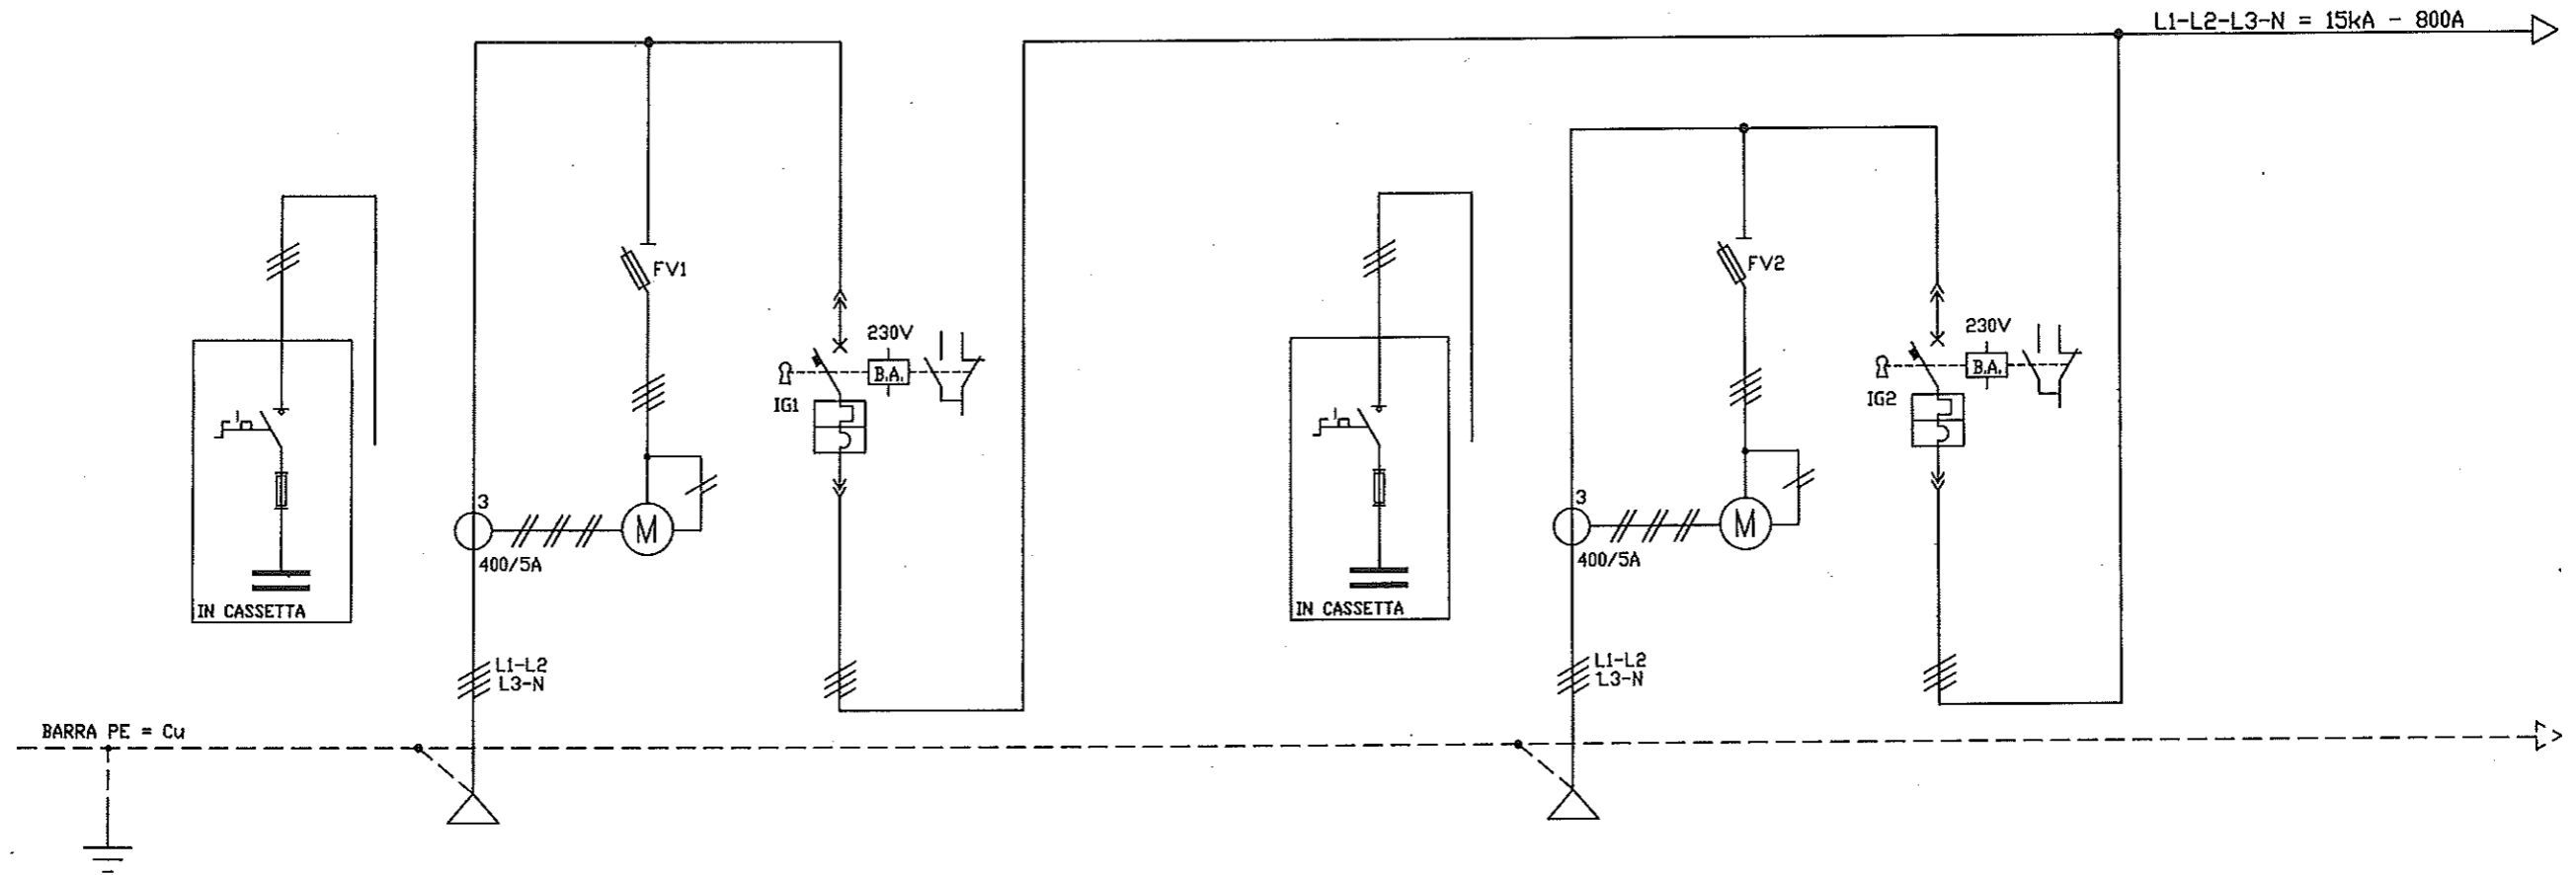 L1-L2-L3-N = 15kA - 800A
FV1
230V
B.A.
IG1
3
M
400/5A
IN CASSETTA
L1-L2
L3-N
FV2
230V
B.A.
IG2
3
M
400/5A
IN CASSETTA
L1-L2
L3-N
BARRA PE = Cu